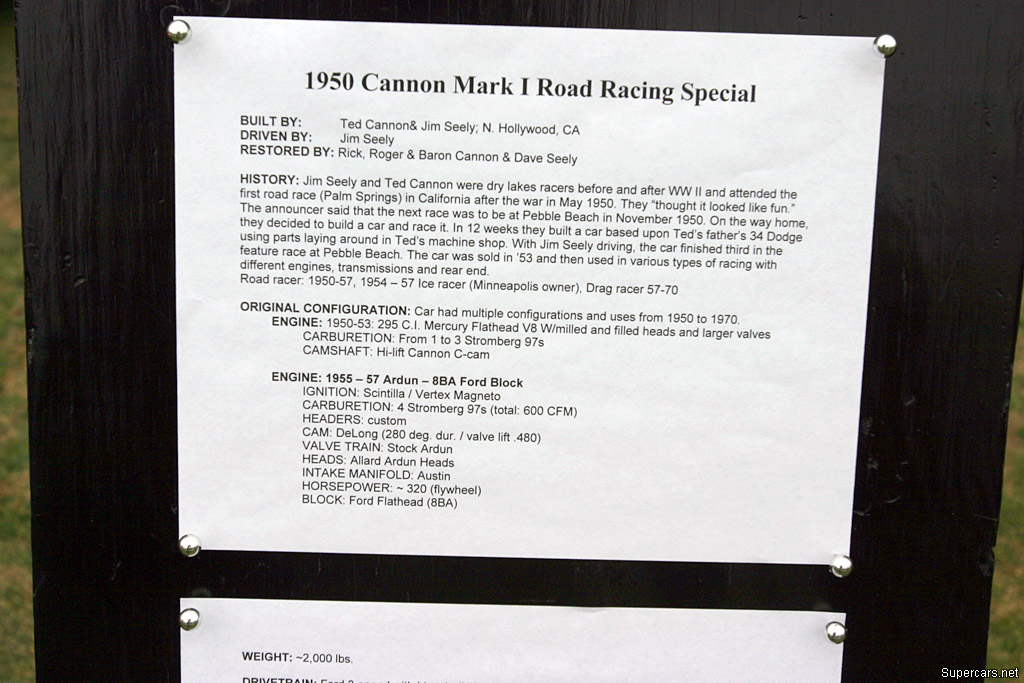 1950 Cannon Mark I Road Racing Special
BUILT BY: Ted Cannon& Jim Seely; N. Hollywood, CA
DRIVEN BY: Jim Seely
RESTORED BY: Rick, Roger & Baron Cannon & Dave Seely
HISTORY: Jim Seely and Ted Cannon were dry lakes racers before and after WW II and attended the
first road race (Palm Springs) in California after the war in May 1950. They “thought it looked like fun.”
The announcer said that the next race was to be at Pebble Beach in November 1950. On the way home,
they decided to build a car and race it. In 12 weeks they built a car based upon Ted’s father’s 34 Dodge
using parts laying around in Ted’s machine shop. With Jim Seely driving, the car finished third in the
feature race at Pebble Beach. The car was sold in ’53 and then used in various types of racing with
different engines, transmissions and rear end.
Road racer: 1950-57, 1954 – 57 Ice racer (Minneapolis owner), Drag racer 57-70
ORIGINAL CONFIGURATION: Car had multiple configurations and uses from 1950 to 1970.
ENGINE: 1950-53: 295 C.I. Mercury Flathead V8 W/milled and filled heads and larger valves
CARBURETION: From 1 to 3 Stromberg 97s
CAMSHAFT: Hi-lift Cannon C-cam
ENGINE: 1955 – 57 Ardun – 8BA Ford Block
IGNITION: Scintilla / Vertex Magneto
CARBURETION: 4 Stromberg 97s (total: 600 CFM)
HEADERS: custom
CAM: DeLong (280 deg. dur. / valve lift .480)
VALVE TRAIN: Stock Ardun
HEADS: Allard Ardun Heads
INTAKE MANIFOLD: Austin
HORSEPOWER: ~ 320 (flywheel)
BLOCK: Ford Flathead (8BA)
WEIGHT: ~2,000 lbs.
DRIVETRAIN: Ford 3
Supercars.net